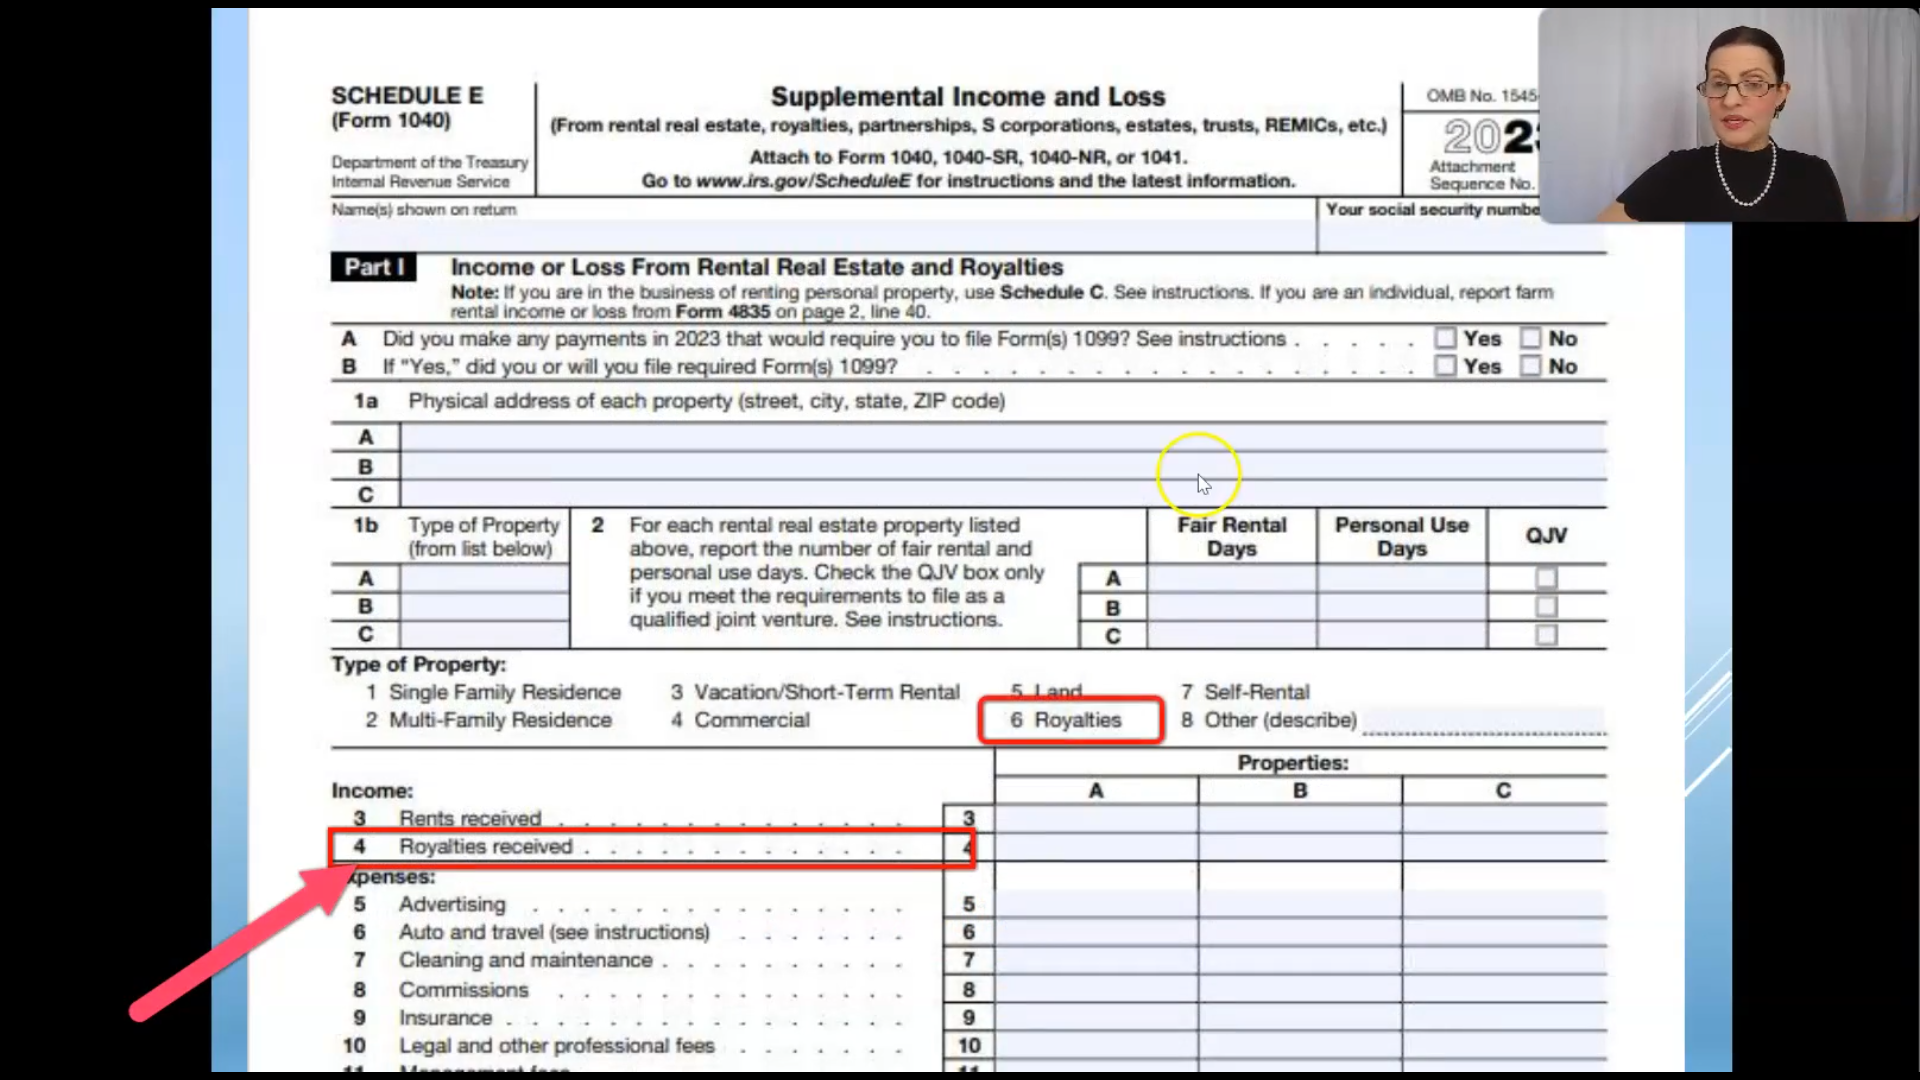 SCHEDULE E
(Form 1040)
Department of the Treasury
Internal Revenue Service
Supplemental Income and Loss
(From rental real estate, royalties, partnerships, S corporations, estates, trusts, REMICs, etc.)
Attach to Form 1040, 1040-SR, 1040-NR, or 1041.
Go to www.irs.gov/ScheduleE for instructions and the latest information.
OMB No. 1545-
2023
Attachment
Sequence No.
Name(s) shown on return
Your social security numbe
Part I Income or Loss From Rental Real Estate and Royalties
Note: If you are in the business of renting personal property, use Schedule C. See instructions. If you are an individual, report farm
rental income or loss from Form 4835 on page 2, line 40.
A Did you make any payments in 2023 that would require you to file Form(s) 1099? See instructions . . . . . Yes No
B If “Yes,” did you or will you file required Form(s) 1099? . . . . . . . . . . . . . . Yes No
1a Physical address of each property (street, city, state, ZIP code)
A
B
C
1b Type of Property
(from list below)
A
B
C
2 For each rental real estate property listed
above, report the number of fair rental and
personal use days. Check the QJV box only
if you meet the requirements to file as a
qualified joint venture. See instructions.
Fair Rental
Days
Personal Use
Days
QJV
A
B
C
Type of Property:
1 Single Family Residence 3 Vacation/Short-Term Rental 5 Land 7 Self-Rental
2 Multi-Family Residence 4 Commercial 6 Royalties 8 Other (describe)
Properties:
Income: A B C
3 Rents received . . . . . . . . . . . . . . 3
4 Royalties received . . . . . . . . . . . . . 4
xpenses:
5 Advertising . . . . . . . . . . . . . . . 5
6 Auto and travel (see instructions) . . . . . . . 6
7 Cleaning and maintenance . . . . . . . . . . 7
8 Commissions . . . . . . . . . . . . . . 8
9 Insurance . . . . . . . . . . . . . . . . 9
10 Legal and other professional fees . . . . . . . 10